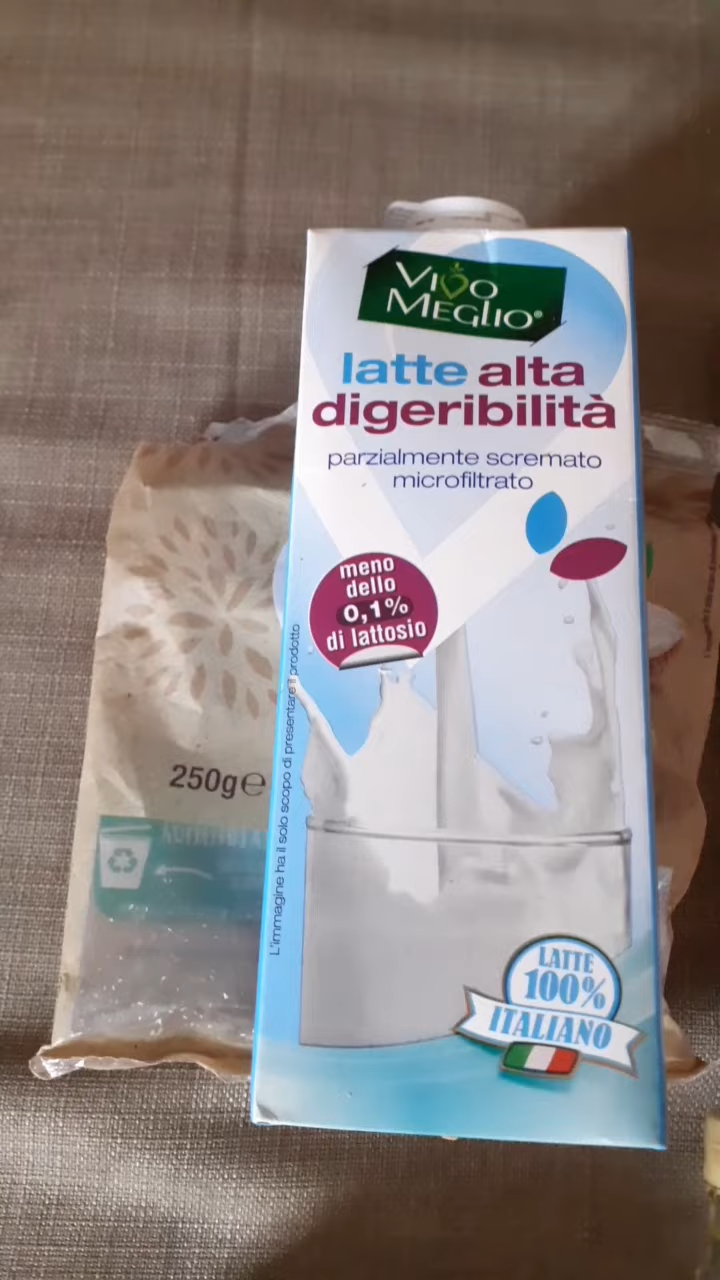 VIVO
MEGLIO®
latte alta
digeribilità
parzialmente scremato
microfiltrato
meno
dello
0,1%
di lattosio
L'immagine ha il solo scopo di presentare il prodotto
250g℮
LATTE
100%
ITALIANO